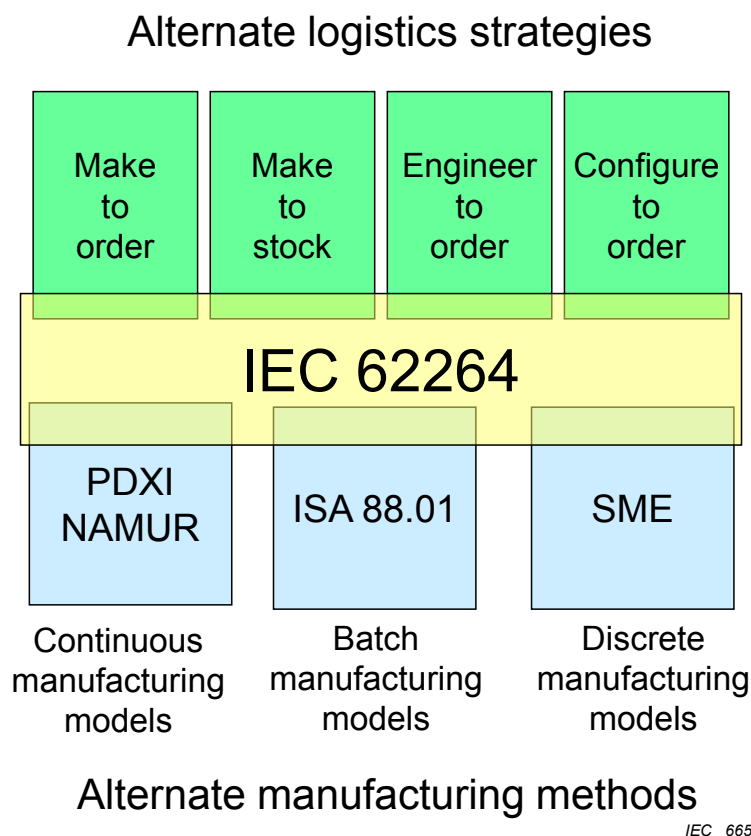 Alternate logistics strategies
Make
to
order
Make
to
stock
Engineer
to
order
Configure
to
order
IEC 62264
PDXI
NAMUR
ISA 88.01
SME
Continuous
manufacturing
models
Batch
manufacturing
models
Discrete
manufacturing
models
Alternate manufacturing methods
IEC 665